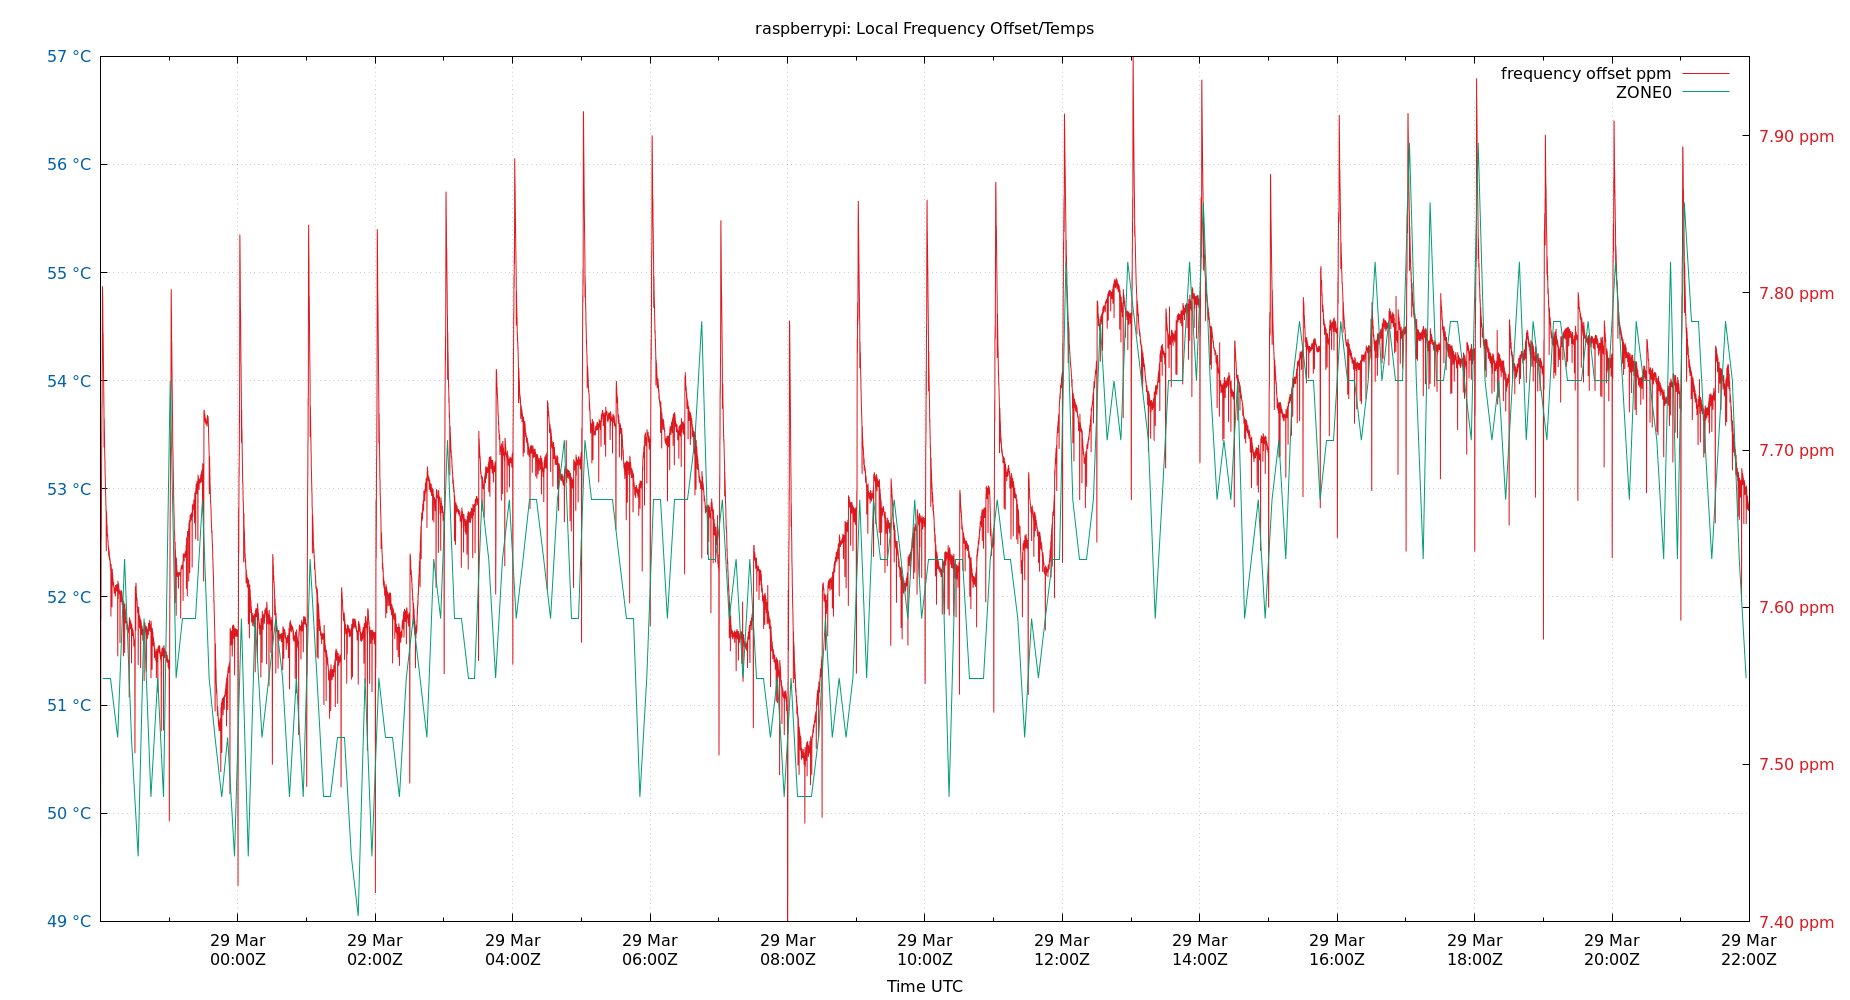 raspberrypi: Local Frequency Offset/Temps
57 °C
56 °C
55 °C
54 °C
53 °C
52 °C
51 °C
50 °C
49 °C
frequency offset ppm
ZONE0
7.90 ppm
7.80 ppm
7.70 ppm
7.60 ppm
7.50 ppm
7.40 ppm
29 Mar
00:00Z
29 Mar
02:00Z
29 Mar
04:00Z
29 Mar
06:00Z
29 Mar
08:00Z
29 Mar
10:00Z
29 Mar
12:00Z
29 Mar
14:00Z
29 Mar
16:00Z
29 Mar
18:00Z
29 Mar
20:00Z
29 Mar
22:00Z
Time UTC